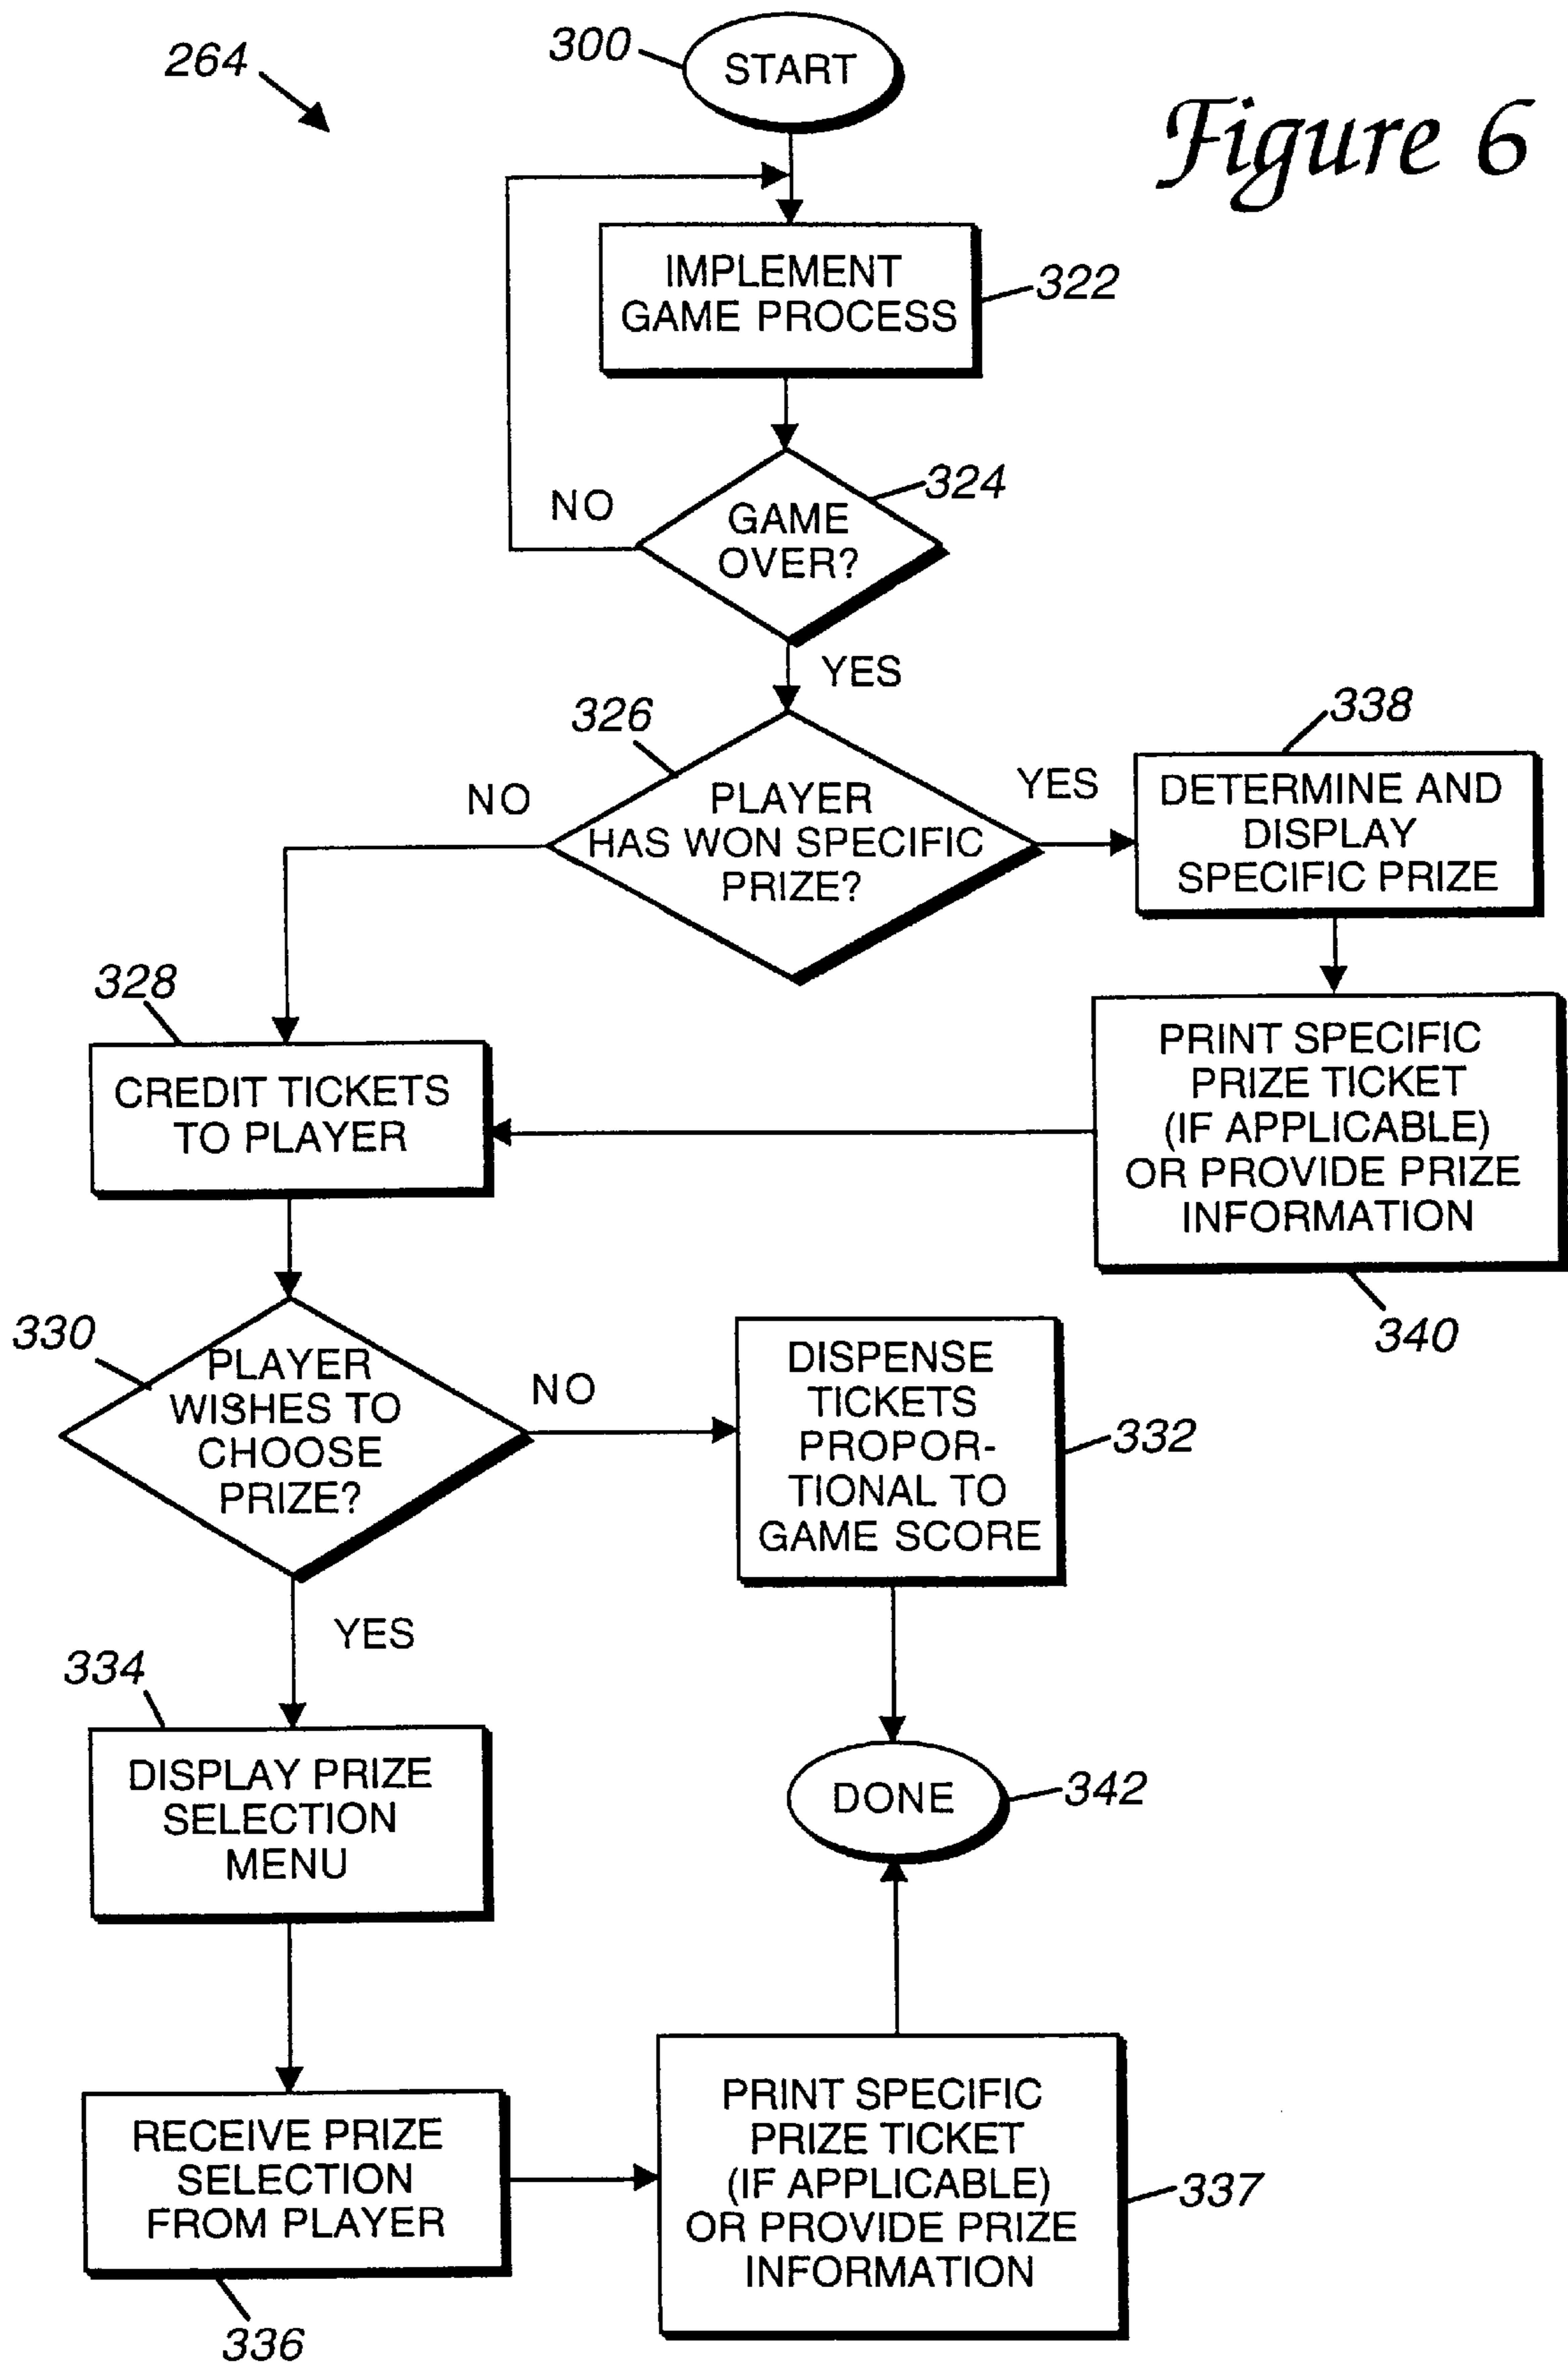 264
300
START
Figure 6
IMPLEMENT
GAME PROCESS
322
324
NO
GAME
OVER?
YES
326
338
NO
PLAYER
HAS WON SPECIFIC
PRIZE?
YES
DETERMINE AND
DISPLAY
SPECIFIC PRIZE
328
CREDIT TICKETS
TO PLAYER
PRINT SPECIFIC
PRIZE TICKET
(IF APPLICABLE)
OR PROVIDE PRIZE
INFORMATION
340
330
PLAYER
WISHES TO
CHOOSE
PRIZE?
NO
DISPENSE
TICKETS
PROPOR-
TIONAL TO
GAME SCORE
332
YES
334
DISPLAY PRIZE
SELECTION
MENU
DONE
342
RECEIVE PRIZE
SELECTION
FROM PLAYER
336
PRINT SPECIFIC
PRIZE TICKET
(IF APPLICABLE)
OR PROVIDE PRIZE
INFORMATION
337